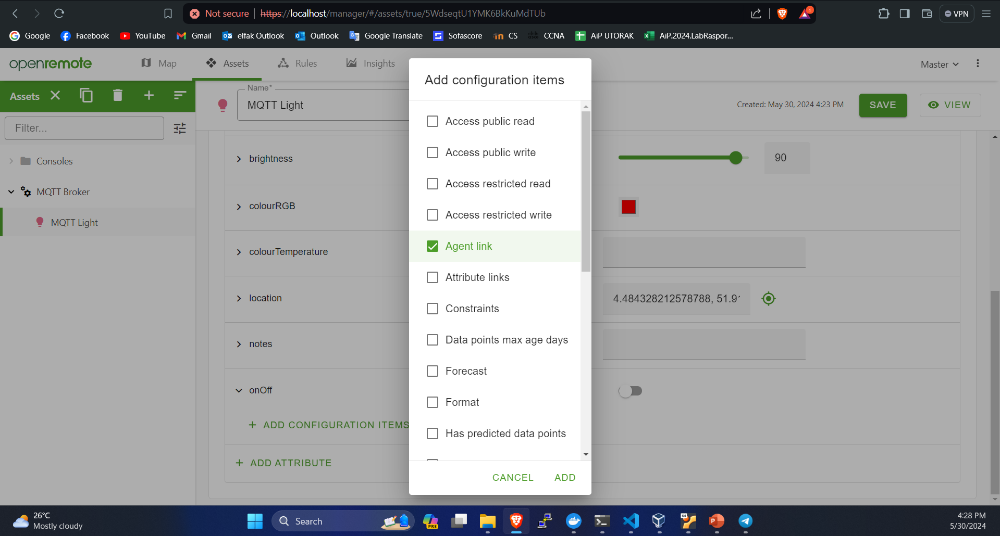 Not secure
https://localhost/manager/#/assets/true/5WdseqtU1YMK6BkKuMdTUb
1
VPN
Google
Facebook
YouTube
Gmail
elfak Outlook
Outlook
Google Translate
Sofascore
CS
CCNA
AiP UTORAK
AiP.2024.LabRaspor...
openremote
Map
Assets
Rules
Insights
Master
Assets
Filter...
Consoles
MQTT Broker
MQTT Light
Name*
MQTT Light
Created: May 30, 2024 4:23 PM
SAVE
VIEW
brightness
90
colourRGB
colourTemperature
location
4.484328212578788, 51.91
notes
onOff
+ ADD CONFIGURATION ITEMS
+ ADD ATTRIBUTE
Add configuration items
Access public read
Access public write
Access restricted read
Access restricted write
Agent link
Attribute links
Constraints
Data points max age days
Forecast
Format
Has predicted data points
CANCEL
ADD
26°C
Mostly cloudy
Search
PRE
64
4:28 PM
5/30/2024